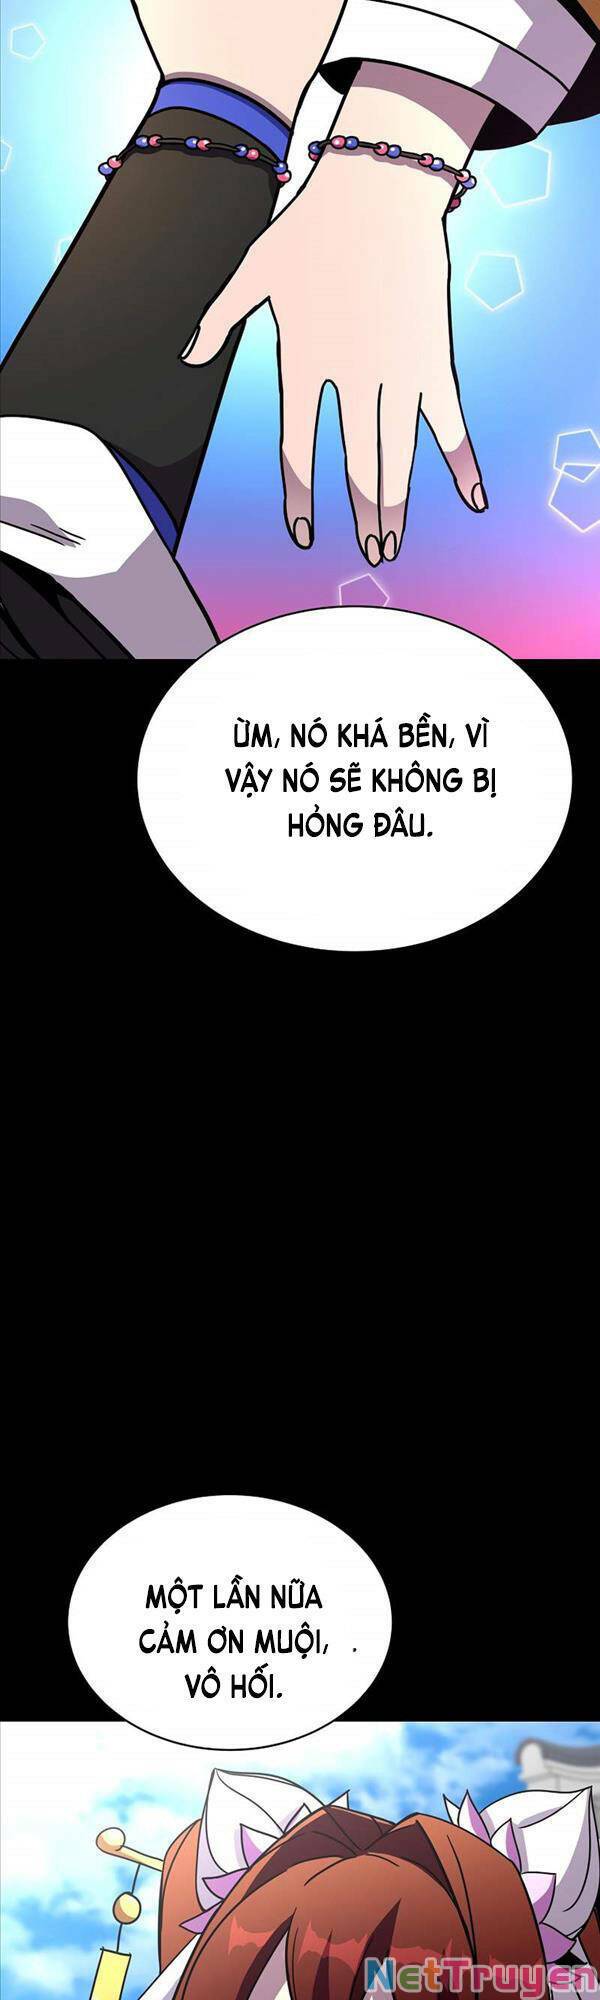 ỪM, NÓ KHÁ BỀN, VÌ
VẬY NÓ SẼ KHÔNG BỊ
HỎNG ĐÂU.
MỘT LẦN NỮA
CẢM ƠN MUỘI, .
VÔ HỐI.
NetTruyen